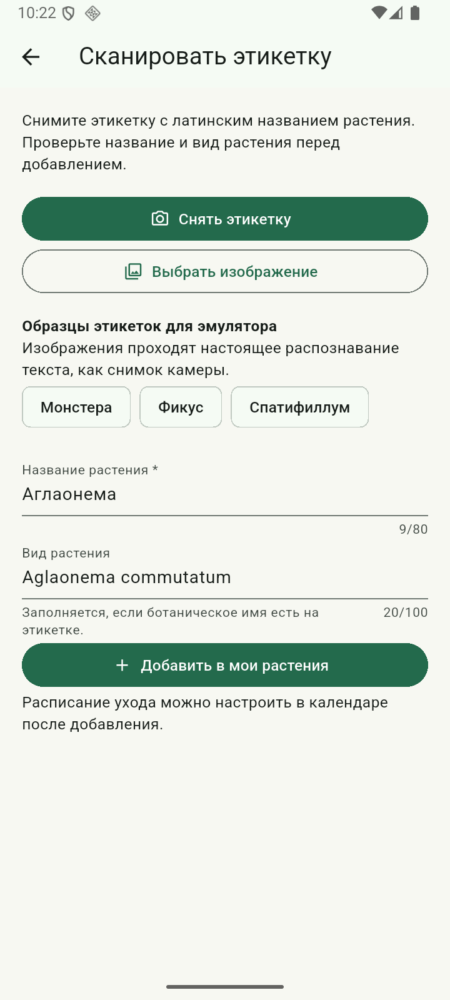 10:22
Сканировать этикетку
Снимите этикетку с латинским названием растения.
Проверьте название и вид растения перед
добавлением.
Снять этикетку
Выбрать изображение
Образцы этикеток для эмулятора
Изображения проходят настоящее распознавание
текста, как снимок камеры.
Монстера Фикус Спатифиллум
Название растения *
Аглаонема
9/80
Вид растения
Aglaonema commutatum
Заполняется, если ботаническое имя есть на 20/100
этикетке.
Добавить в мои растения
Расписание ухода можно настроить в календаре
после добавления.